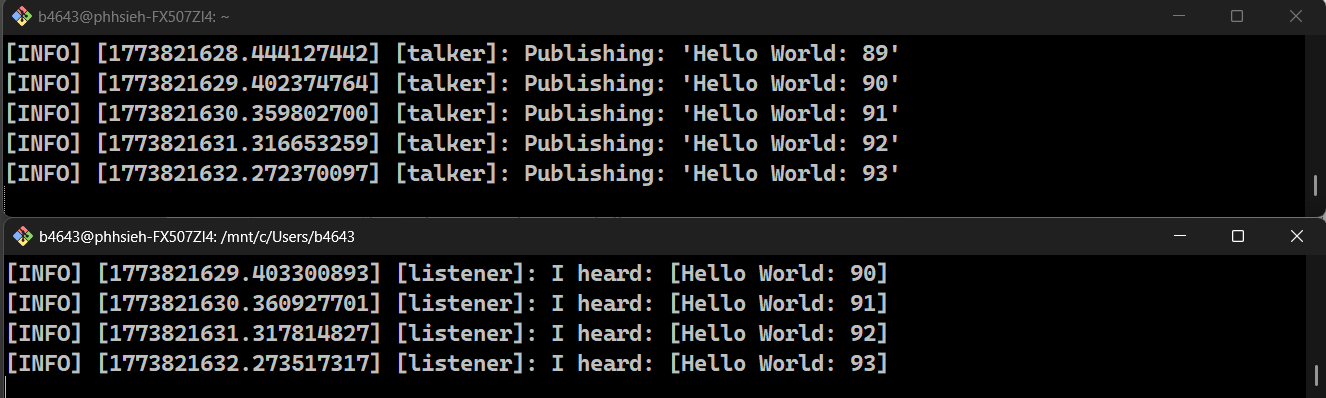 b4643@phhsieh-FX507ZI4: ~
[INFO] [1773821628.444127442] [talker]: Publishing: 'Hello World: 89'
[INFO] [1773821629.402374764] [talker]: Publishing: 'Hello World: 90'
[INFO] [1773821630.359802700] [talker]: Publishing: 'Hello World: 91'
[INFO] [1773821631.316653259] [talker]: Publishing: 'Hello World: 92'
[INFO] [1773821632.272370097] [talker]: Publishing: 'Hello World: 93'
b4643@phhsieh-FX507ZI4: /mnt/c/Users/b4643
[INFO] [1773821629.403300893] [listener]: I heard: [Hello World: 90]
[INFO] [1773821630.360927701] [listener]: I heard: [Hello World: 91]
[INFO] [1773821631.317814827] [listener]: I heard: [Hello World: 92]
[INFO] [1773821632.273517317] [listener]: I heard: [Hello World: 93]